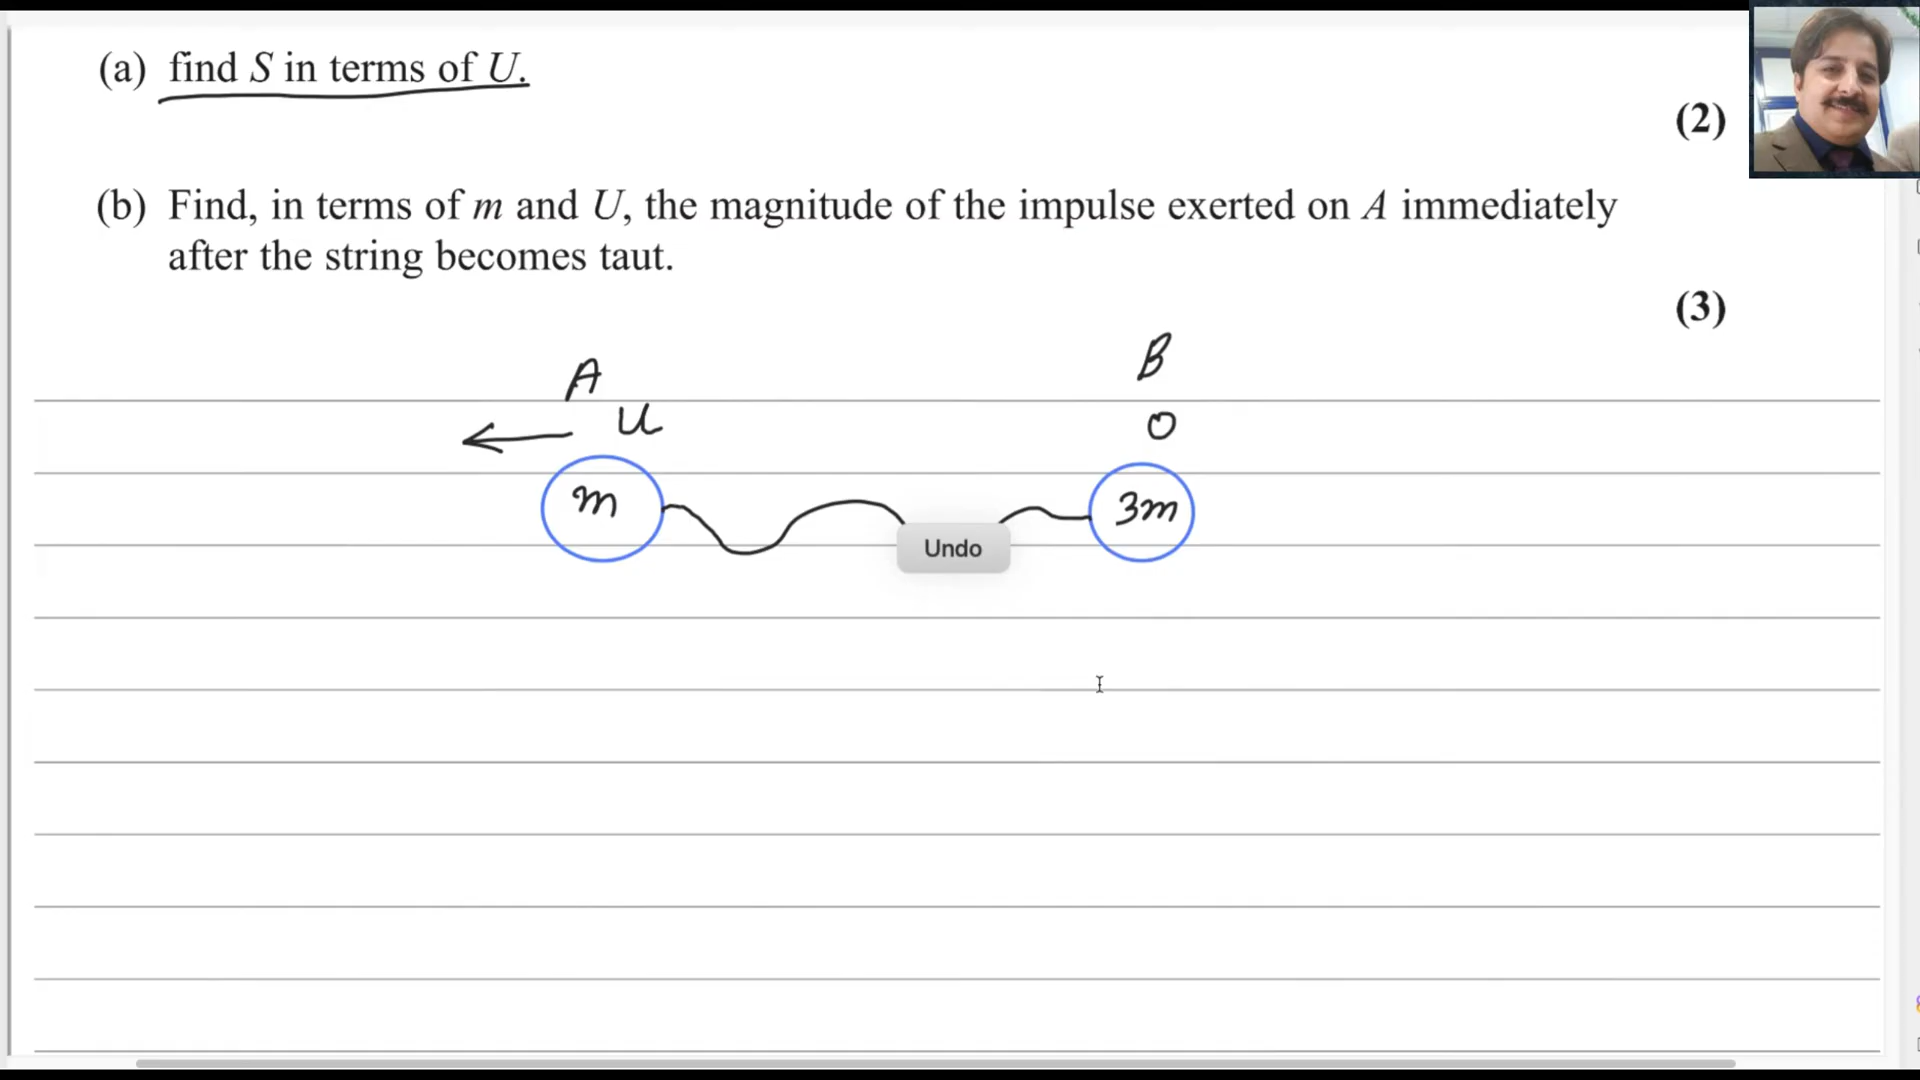 (a) find S in terms of U.
(2)
(b) Find, in terms of m and U, the magnitude of the impulse exerted on A immediately
after the string becomes taut.
(3)
A
B
U
O
m
3m
Undo